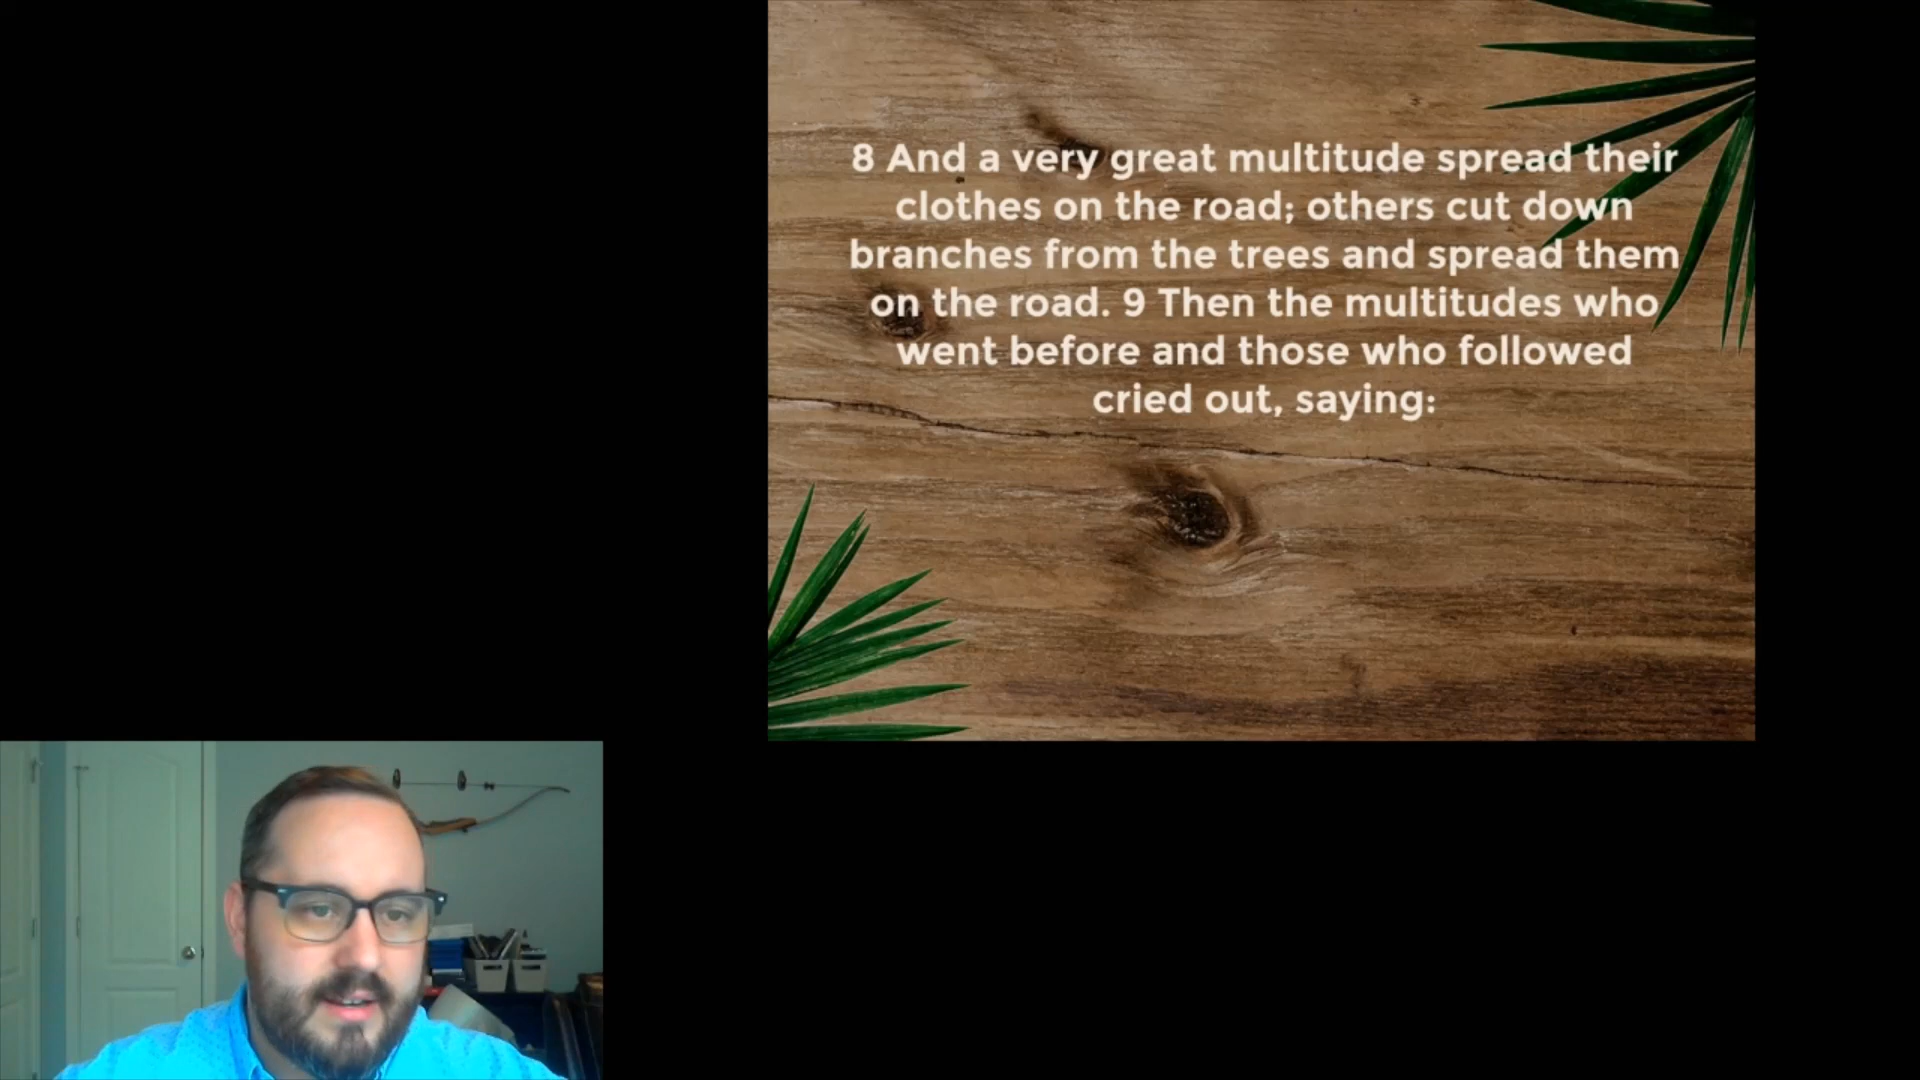 8 And a very great multitude spread their
clothes on the road; others cut down
branches from the trees and spread them
on the road. 9 Then the multitudes who
went before and those who followed
cried out, saying: